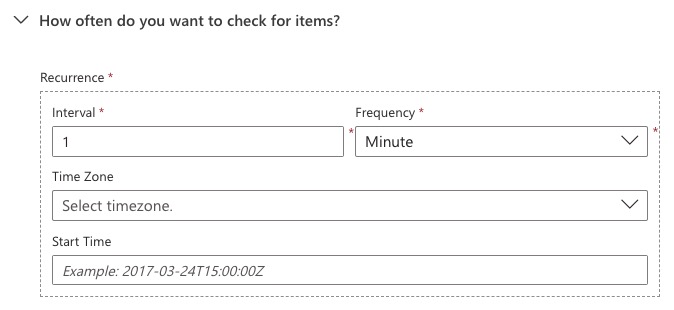 How often do you want to check for items?
Recurrence *
Interval * Frequency *
1 * Minute *
Time Zone
Select timezone.
Start Time
Example: 2017-03-24T15:00:00Z